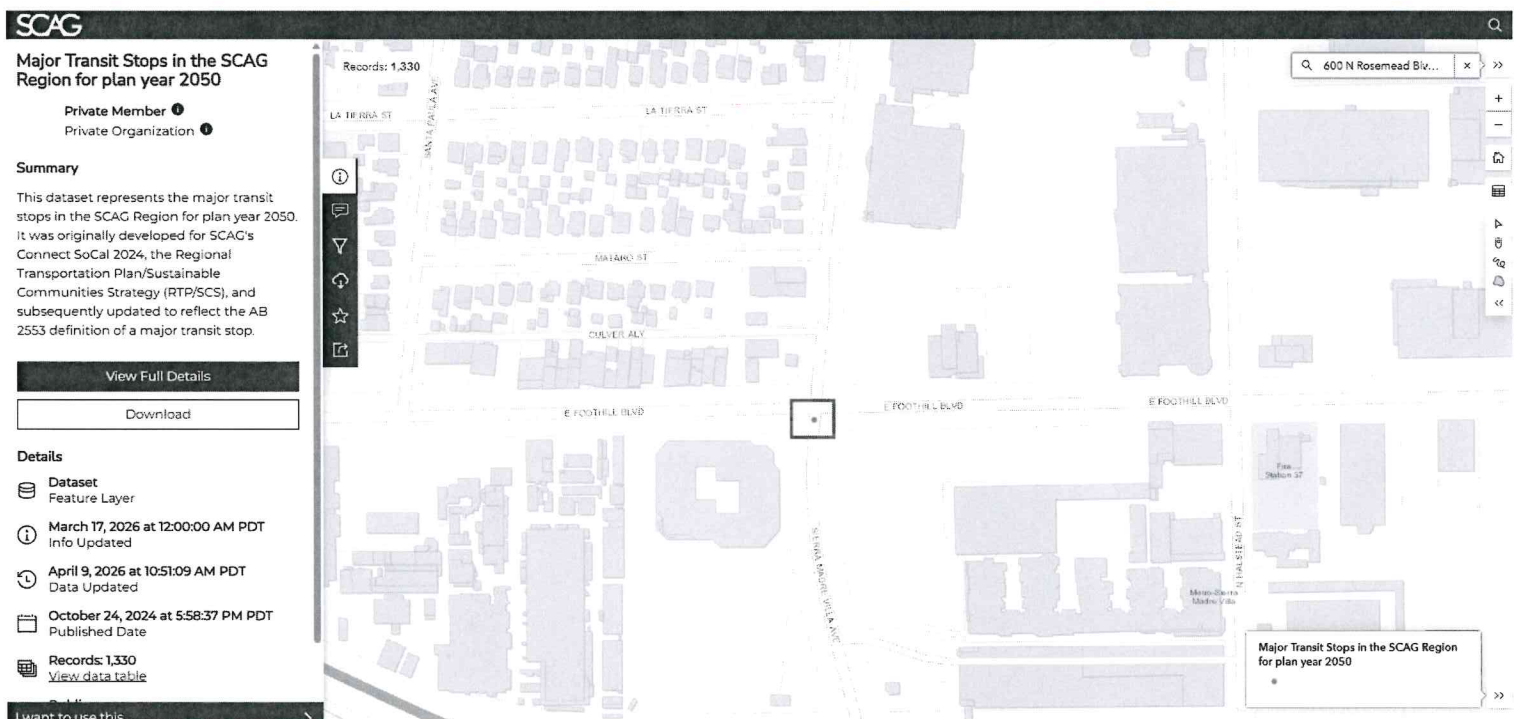 SCAG
Major Transit Stops in the SCAG
Region for plan year 2050
Private Member
Private Organization
Summary
This dataset represents the major transit
stops in the SCAG Region for plan year 2050.
It was originally developed for SCAG's
Connect SoCal 2024, the Regional
Transportation Plan/Sustainable
Communities Strategy (RTP/SCS), and
subsequently updated to reflect the AB
2553 definition of a major transit stop.
View Full Details
Download
Details
Dataset
Feature Layer
March 17, 2026 at 12:00:00 AM PDT
Info Updated
April 9, 2026 at 10:51:09 AM PDT
Data Updated
October 24, 2024 at 5:58:37 PM PDT
Published Date
Records: 1,330
View data table
I want to use this
Records: 1,330
600 N Rosemead Blv...
LA TIERRA ST
LA TIERRA ST
SANTA PAULA AVE
MATARO ST
CULVER ALY
E FOOTHILL BLVD
E FOOTHILL BLVD
E FOOTHILL BLVD
Fire
Station 37
SIERRA MADRE VILLA AVE
N HALSTEAD ST
Metro-Sierra
Madre Villa
Major Transit Stops in the SCAG Region
for plan year 2050